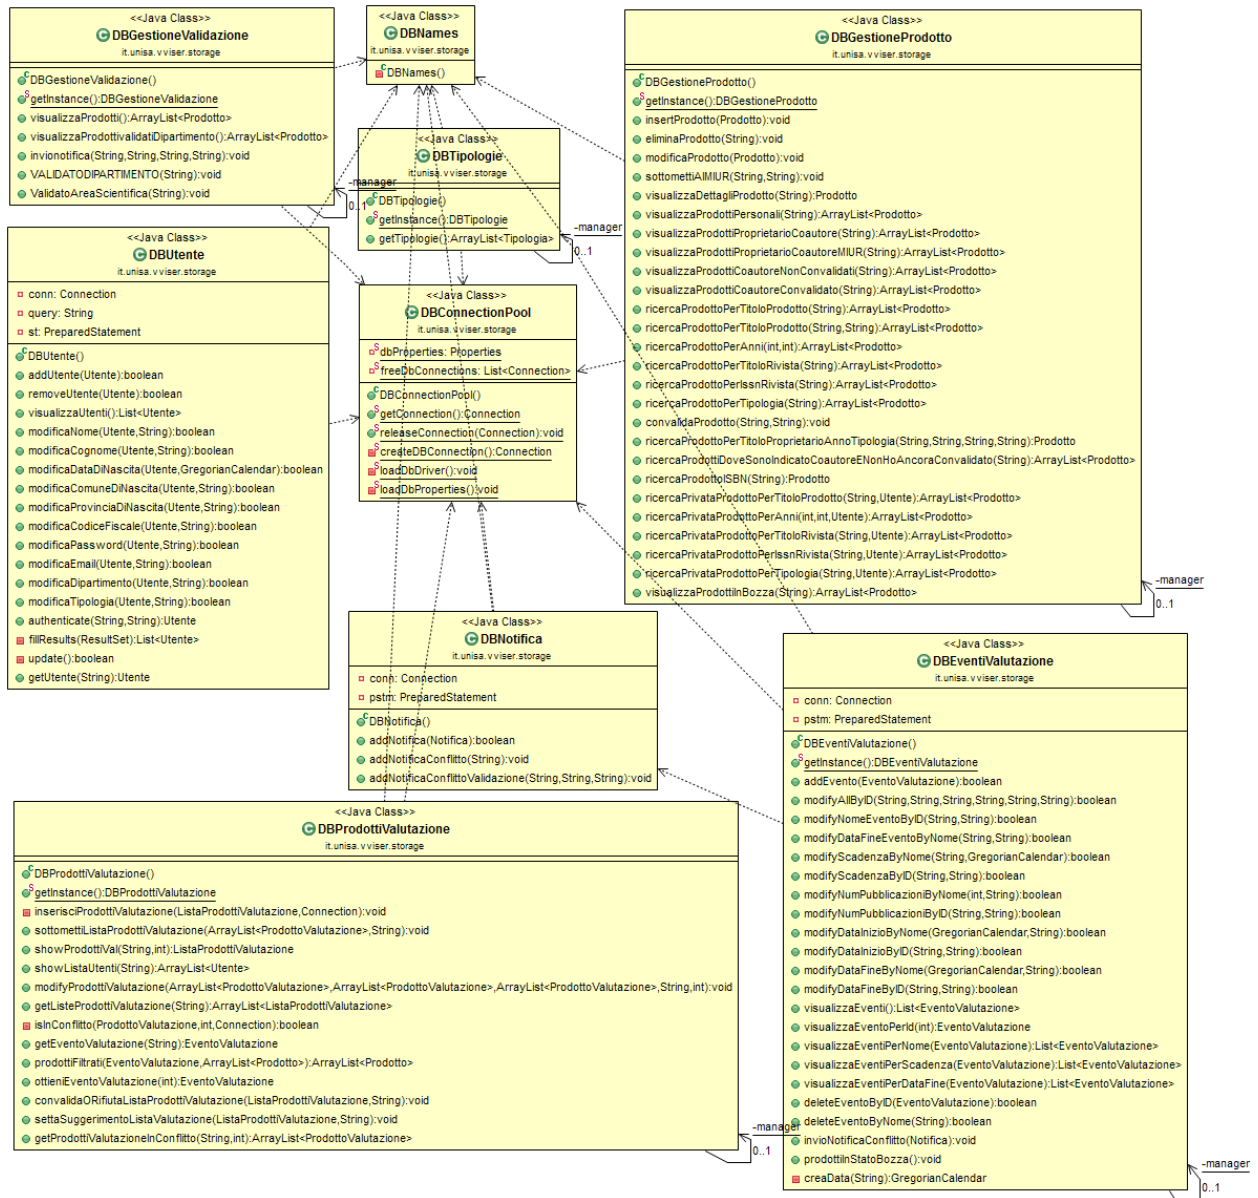 <<Java Class>>
DBGestioneValidazione
it.unisa.vviser.storage
DBGestioneValidazione()
getInstance():DBGestioneValidazione
visualizzaProdotti():ArrayList<Prodotto>
visualizzaProdottivalidatiDipartimento():ArrayList<Prodotto>
invionotifica(String,String,String,String):void
VALIDATODIPARTIMENTO(String):void
ValidatoAreaScientifica(String):void
-manager
0..1
<<Java Class>>
DBNames
it.unisa.vviser.storage
DBNames()
<<Java Class>>
DBTipologie
it.unisa.vviser.storage
DBTipologie()
getInstance():DBTipologie
getTipologie():ArrayList<Tipologia>
-manager
0..1
<<Java Class>>
DBGestioneProdotto
it.unisa.vviser.storage
DBGestioneProdotto()
getInstance():DBGestioneProdotto
insertProdotto(Prodotto):void
eliminaProdotto(String):void
modificaProdotto(Prodotto):void
sottomettiAlMIUR(String,String):void
visualizzaDettagliProdotto(String):Prodotto
visualizzaProdottiPersonali(String):ArrayList<Prodotto>
visualizzaProdottiProprietarioCoautore(String):ArrayList<Prodotto>
visualizzaProdottiProprietarioCoautoreMIUR(String):ArrayList<Prodotto>
visualizzaProdottiCoautoreNonConvalidati(String):ArrayList<Prodotto>
visualizzaProdottiCoautoreConvalidato(String):ArrayList<Prodotto>
ricercaProdottoPerTitoloProdotto(String):ArrayList<Prodotto>
ricercaProdottoPerTitoloProdotto(String,String):ArrayList<Prodotto>
ricercaProdottoPerAnni(int,int):ArrayList<Prodotto>
ricercaProdottoPerTitoloRivista(String):ArrayList<Prodotto>
ricercaProdottoPerIssnRivista(String):ArrayList<Prodotto>
ricercaProdottoPerTipologia(String):ArrayList<Prodotto>
convalidaProdotto(String,String):void
ricercaProdottoPerTitoloProprietarioAnnoTipologia(String,String,String,String):Prodotto
ricercaProdottiDoveSonoIndicatoCoautoreENonHoAncoraConvalidato(String):ArrayList<Prodotto>
ricercaProdottoISBN(String):Prodotto
ricercaPrivataProdottoPerTitoloProdotto(String,Utente):ArrayList<Prodotto>
ricercaPrivataProdottoPerAnni(int,int,Utente):ArrayList<Prodotto>
ricercaPrivataProdottoPerTitoloRivista(String,Utente):ArrayList<Prodotto>
ricercaPrivataProdottoPerIssnRivista(String,Utente):ArrayList<Prodotto>
ricercaPrivataProdottoPerTipologia(String,Utente):ArrayList<Prodotto>
visualizzaProdottiInBozza(String):ArrayList<Prodotto>
-manager
0..1
<<Java Class>>
DBUtente
it.unisa.vviser.storage
conn: Connection
query: String
st: PreparedStatement
DBUtente()
addUtente(Utente):boolean
removeUtente(Utente):boolean
visualizzaUtenti():List<Utente>
modificaNome(Utente,String):boolean
modificaCognome(Utente,String):boolean
modificaDataDiNascita(Utente,GregorianCalendar):boolean
modificaComuneDiNascita(Utente,String):boolean
modificaProvinciaDiNascita(Utente,String):boolean
modificaCodiceFiscale(Utente,String):boolean
modificaPassword(Utente,String):boolean
modificaEmail(Utente,String):boolean
modificaDipartimento(Utente,String):boolean
modificaTipologia(Utente,String):boolean
authenticate(String,String):Utente
fillResults(ResultSet):List<Utente>
update():boolean
getUtente(String):Utente
<<Java Class>>
DBConnectionPool
it.unisa.vviser.storage
dbProperties: Properties
freeDbConnections: List<Connection>
DBConnectionPool()
getConnection():Connection
releaseConnection(Connection):void
createDBConnection():Connection
loadDbDriver():void
loadDbProperties():void
<<Java Class>>
DBNotifica
it.unisa.vviser.storage
conn: Connection
pstm: PreparedStatement
DBNotifica()
addNotifica(Notifica):boolean
addNotificaConflitto(String):void
addNotificaConflittoValidazione(String,String,String):void
<<Java Class>>
DBEventiValutazione
it.unisa.vviser.storage
conn: Connection
pstm: PreparedStatement
DBEventiValutazione()
getInstance():DBEventiValutazione
addEvento(EventoValutazione):boolean
modifyAllByID(String,String,String,String,String,String):boolean
modifyNomeEventoByID(String,String):boolean
modifyDataFineEventoByNome(String,String):boolean
modifyScadenzaByNome(String,GregorianCalendar):boolean
modifyScadenzaByID(String,String):boolean
modifyNumPubblicazioniByNome(int,String):boolean
modifyNumPubblicazioniByID(String,String):boolean
modifyDataInizioByNome(GregorianCalendar,String):boolean
modifyDataInizioByID(String,String):boolean
modifyDataFineByNome(GregorianCalendar,String):boolean
modifyDataFineByID(String,String):boolean
visualizzaEventi():List<EventoValutazione>
visualizzaEventoPerId(int):EventoValutazione
visualizzaEventiPerNome(EventoValutazione):List<EventoValutazione>
visualizzaEventiPerScadenza(EventoValutazione):List<EventoValutazione>
visualizzaEventiPerDataFine(EventoValutazione):List<EventoValutazione>
deleteEventoByID(EventoValutazione):boolean
deleteEventoByNome(String):boolean
invioNotificaConflitto(Notifica):void
prodottiInStatoBozza():void
creaData(String):GregorianCalendar
-manager
0..1
<<Java Class>>
DBProdottiValutazione
it.unisa.vviser.storage
DBProdottiValutazione()
getInstance():DBProdottiValutazione
inserisciProdottiValutazione(ListaProdottiValutazione,Connection):void
sottomettiListaProdottiValutazione(ArrayList<ProdottoValutazione>,String):void
showProdottiVal(String,int):ListaProdottiValutazione
showListaUtenti(String):ArrayList<Utente>
modifyProdottiValutazione(ArrayList<ProdottoValutazione>,ArrayList<ProdottoValutazione>,ArrayList<ProdottoValutazione>,String,int):void
getListeProdottiValutazione(String):ArrayList<ListaProdottiValutazione>
isInConflitto(ProdottoValutazione,int,Connection):boolean
getEventoValutazione(String):EventoValutazione
prodottiFiltrati(EventoValutazione,ArrayList<Prodotto>):ArrayList<Prodotto>
ottieniEventoValutazione(int):EventoValutazione
convalidaORifiutaListaProdottiValutazione(ListaProdottiValutazione,String):void
settaSuggerimentoListaValutazione(ListaProdottiValutazione,String):void
getProdottiValutazioneInConflitto(String,int):ArrayList<ProdottoValutazione>
-manager
0..1